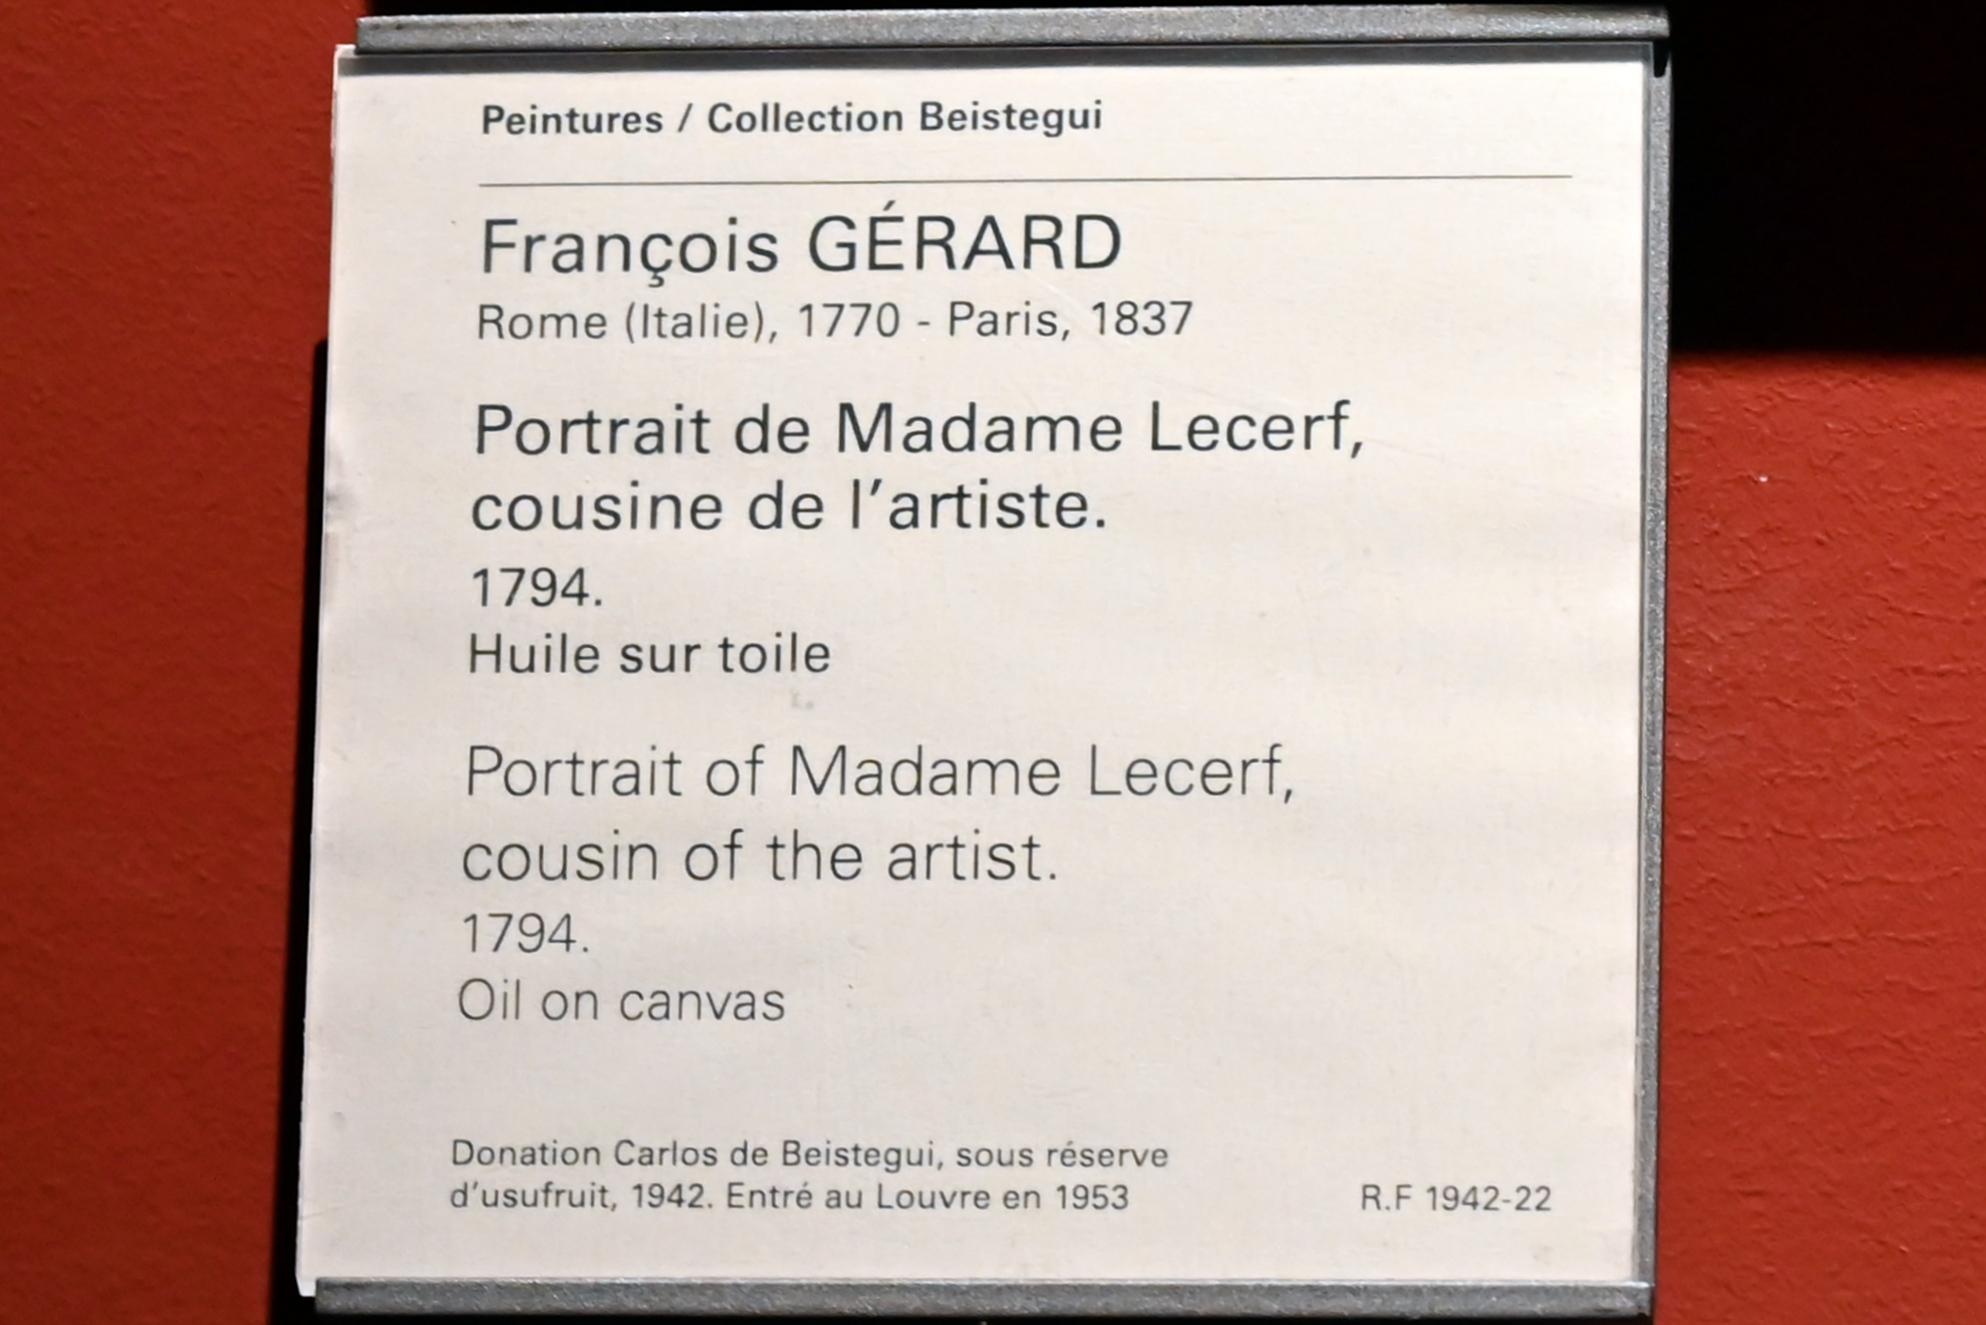 Peintures / Collection Beistegui
François GÉRARD
Rome (Italie), 1770 - Paris, 1837
Portrait de Madame Lecerf,
cousine de l'artiste.
1794.
Huile sur toile
Portrait of Madame Lecerf,
cousin of the artist.
1794.
Oil on canvas
Donation Carlos de Beistegui, sous réserve
d'usufruit, 1942. Entré au Louvre en 1953
R.F 1942-22